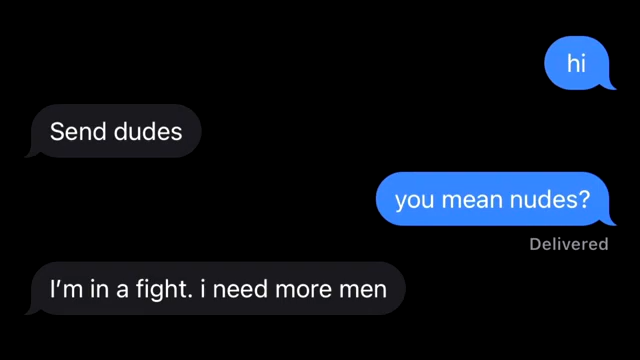 hi
Send dudes
you mean nudes?
Delivered
I’m in a fight. i need more men